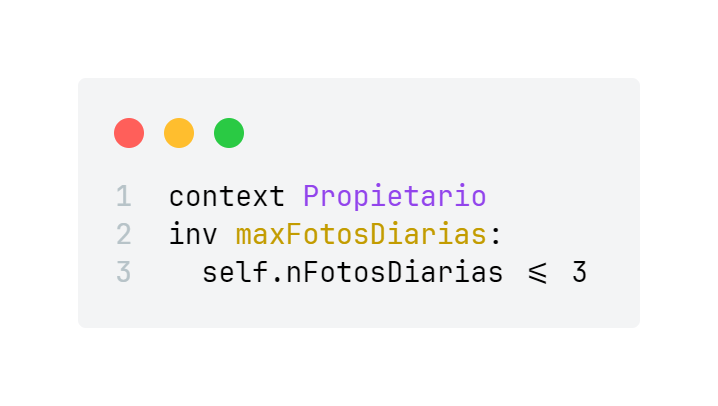 1 context Propietario
2 inv maxFotosDiarias:
3 self.nFotosDiarias <= 3